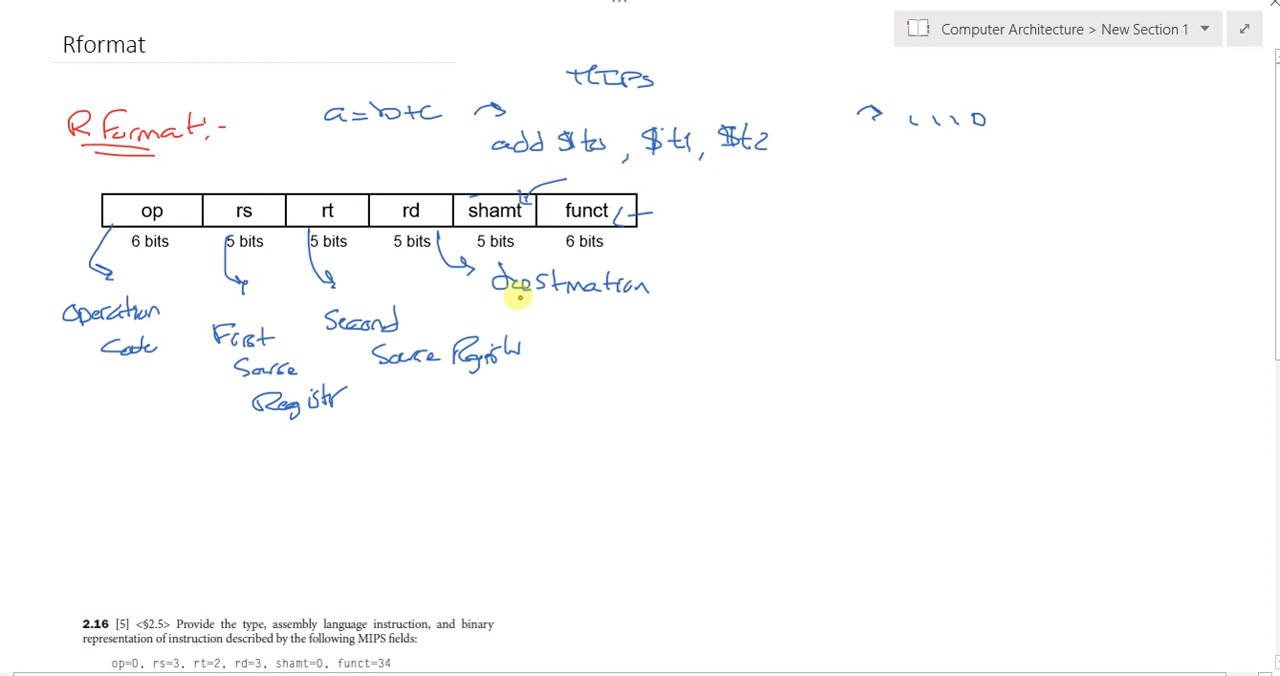 Computer Architecture > New Section 1
Rformat
MIPs
R Format:-
a=b+c
add $t0, $t1, $t2
11110
op rs rt rd shamt funct
6 bits 5 bits 5 bits 5 bits 5 bits 6 bits
Destination
Operation
Code
First
Source
Register
Second
Source Register
2.16 [5] <§2.5> Provide the type, assembly language instruction, and binary
representation of instruction described by the following MIPS fields:
op=0, rs=3, rt=2, rd=3, shamt=0, funct=34